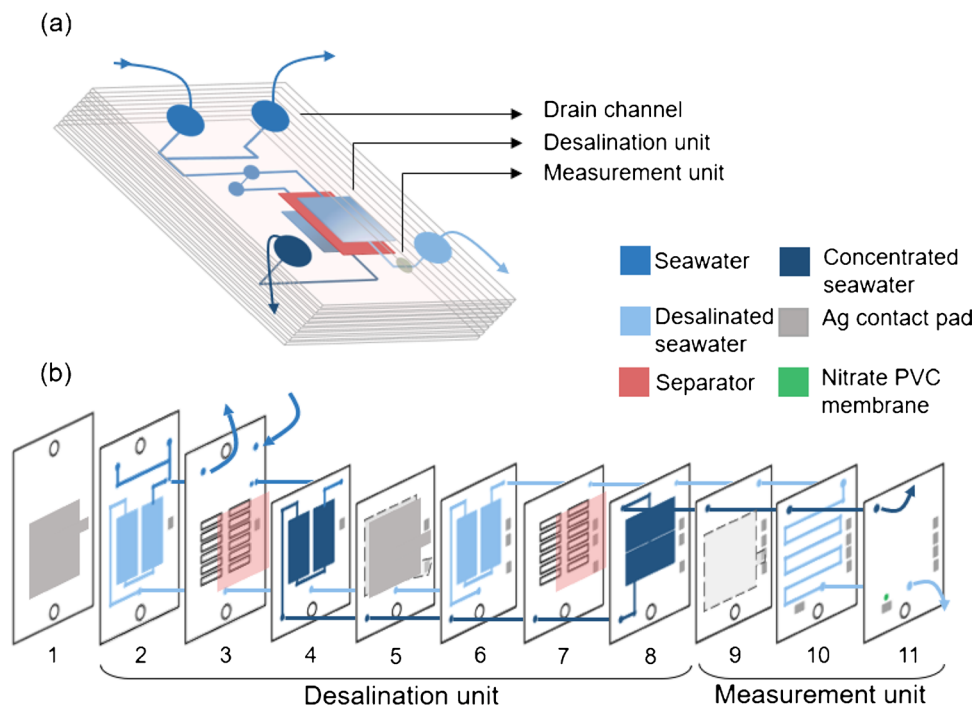 (a)
Drain channel
Desalination unit
Measurement unit
Seawater
Concentrated
seawater
Desalinated
seawater
Ag contact pad
Separator
Nitrate PVC
membrane
(b)
1 2 3 4 5 6 7 8 9 10 11
Desalination unit Measurement unit